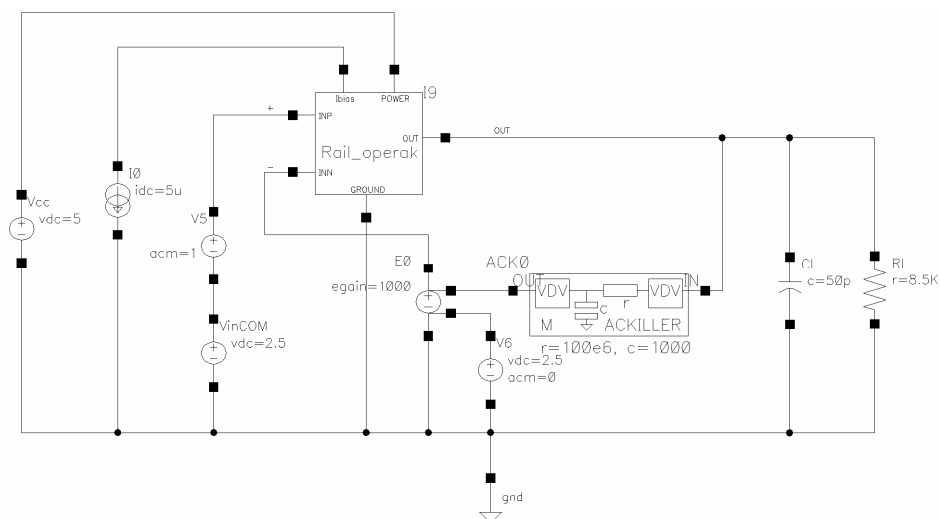 Ibias
POWER
I9
+
INP
OUT
OUT
Rail_operak
-
INN
GROUND
I0
idc=5u
Vcc
vdc=5
+
-
V5
acm=1
+
-
VinCOM
vdc=2.5
+
-
E0
egain=1000
+
-
ACK0
OUT
IN
VDV
r
VDV
c
M
ACKILLER
r=100e6, c=1000
V6
vdc=2.5
acm=0
+
-
CL
c=50p
RL
r=8.5K
gnd